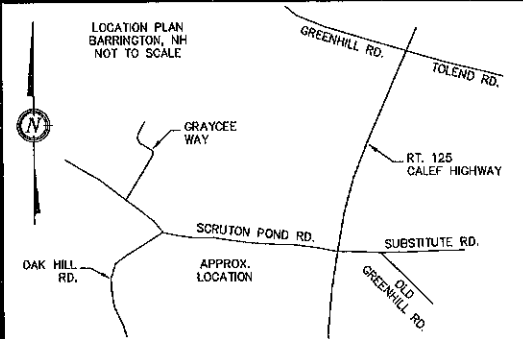 LOCATION PLAN
BARRINGTON, NH
NOT TO SCALE
GREENHILL RD.
TOLEND RD.
N
GRAYCEE
WAY
RT. 125
CALEF HIGHWAY
SCRUTON POND RD.
SUBSTITUTE RD.
OAK HILL
RD.
APPROX.
LOCATION
OLD
GREENHILL RD.